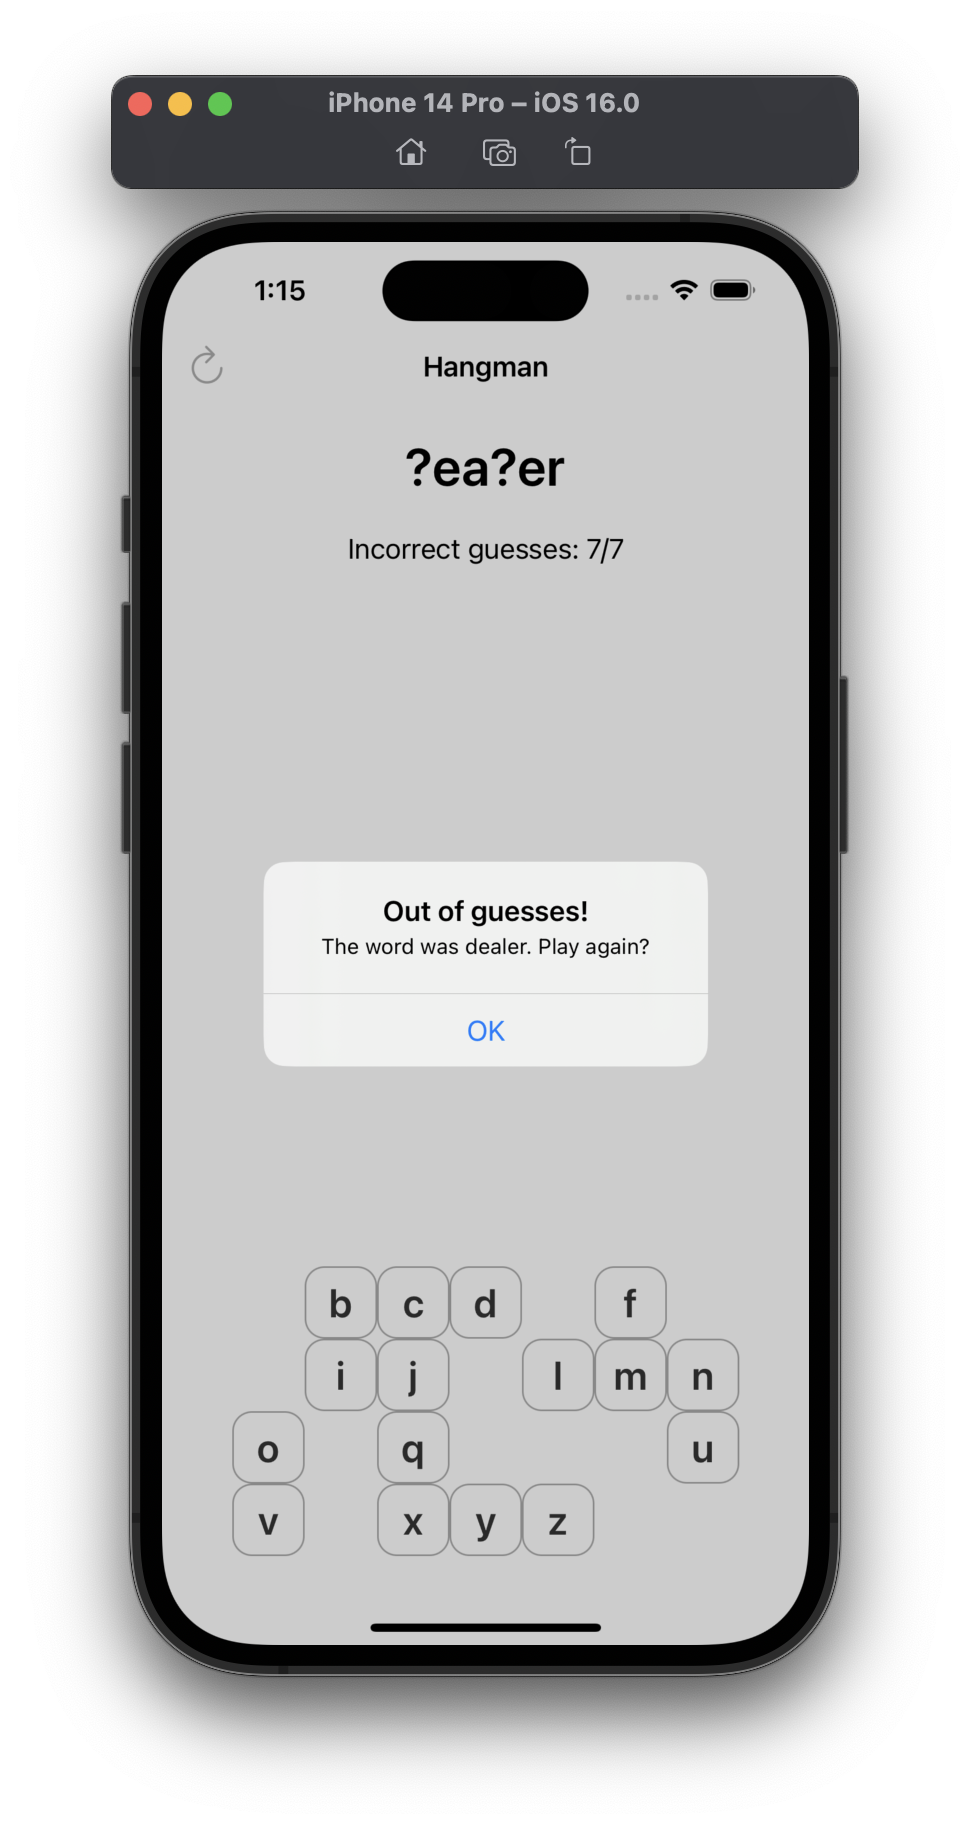 iPhone 14 Pro – iOS 16.0
1:15
Hangman
?ea?er
Incorrect guesses: 7/7
Out of guesses!
The word was dealer. Play again?
OK
b c d f
i j l m n
o q u
v x y z